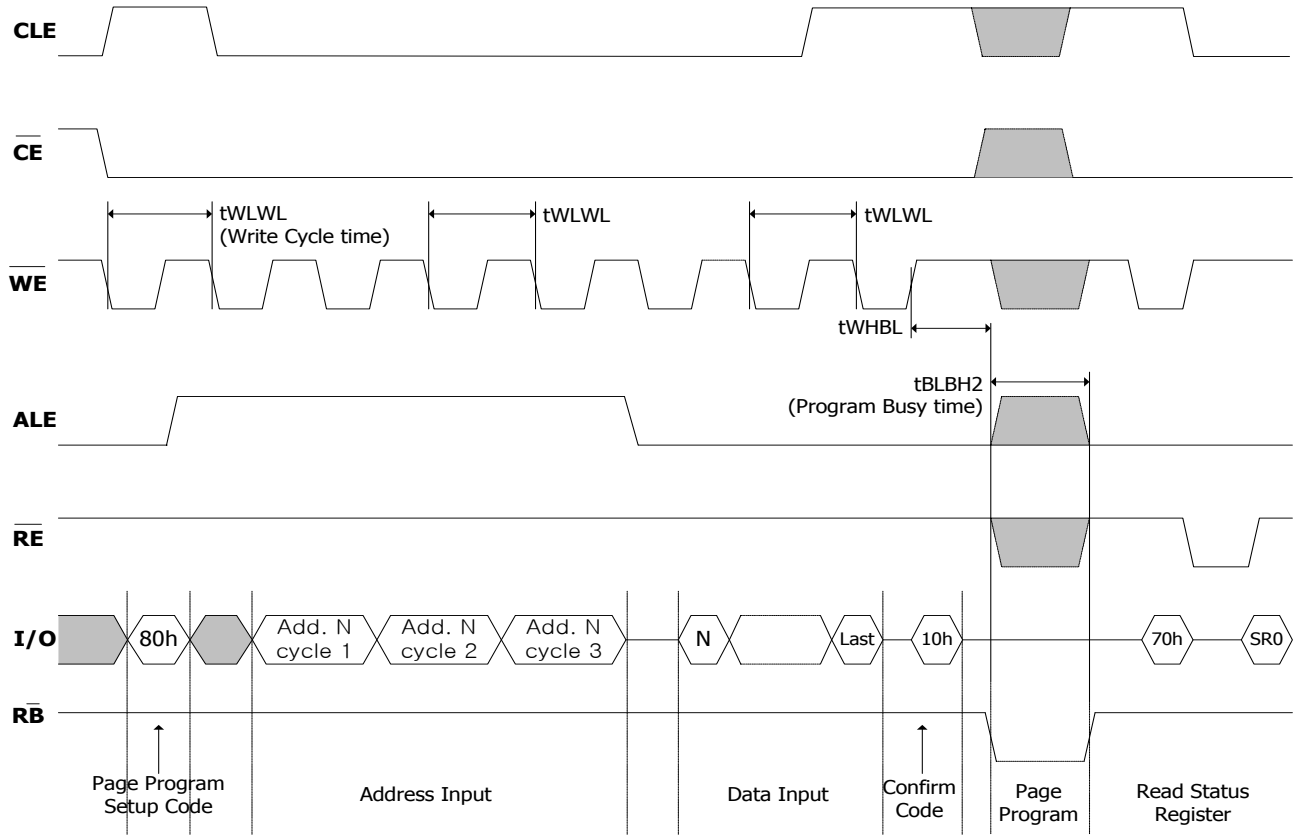 CLE
CE
tWLWL
(Write Cycle time)
tWLWL
tWLWL
WE
tWHBL
tBLBH2
(Program Busy time)
ALE
RE
I/O
80h
Add. N
cycle 1
Add. N
cycle 2
Add. N
cycle 3
N
Last
10h
70h
SR0
RB
Page Program
Setup Code
Address Input
Data Input
Confirm
Code
Page
Program
Read Status
Register